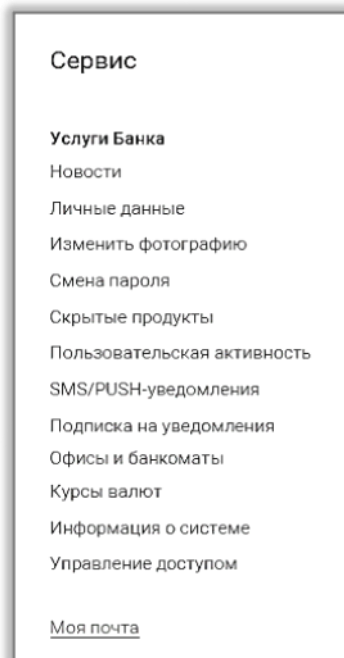 Сервис
Услуги Банка
Новости
Личные данные
Изменить фотографию
Смена пароля
Скрытые продукты
Пользовательская активность
SMS/PUSH-уведомления
Подписка на уведомления
Офисы и банкоматы
Курсы валют
Информация о системе
Управление доступом
Моя почта